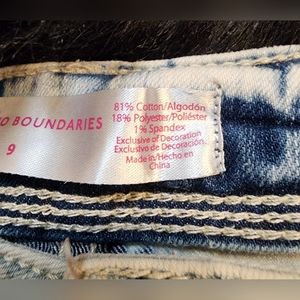 BOUNDARIES
9
81% Cotton/Algodón
18% Polyester/Poliéster
1% Spandex
Exclusive of Decoration
Exclusivo de Decoración.
Made in/Hecho en
China